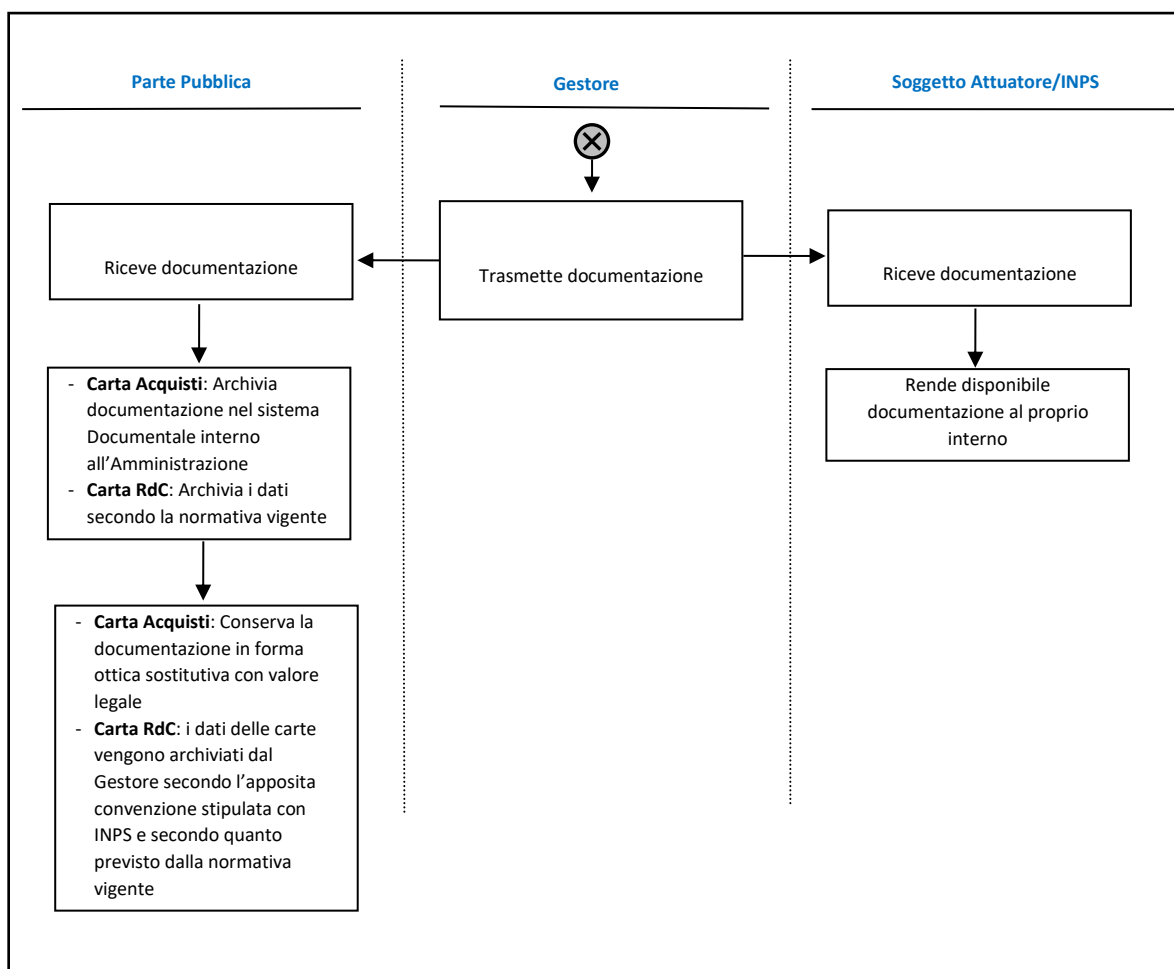 Parte Pubblica
Gestore
Soggetto Attuatore/INPS
Riceve documentazione
Trasmette documentazione
Riceve documentazione
- Carta Acquisti: Archivia
documentazione nel sistema
Documentale interno
all’Amministrazione
- Carta RdC: Archivia i dati
secondo la normativa vigente
Rende disponibile
documentazione al proprio
interno
- Carta Acquisti: Conserva la
documentazione in forma
ottica sostitutiva con valore
legale
- Carta RdC: i dati delle carte
vengono archiviati dal
Gestore secondo l’apposita
convenzione stipulata con
INPS e secondo quanto
previsto dalla normativa
vigente